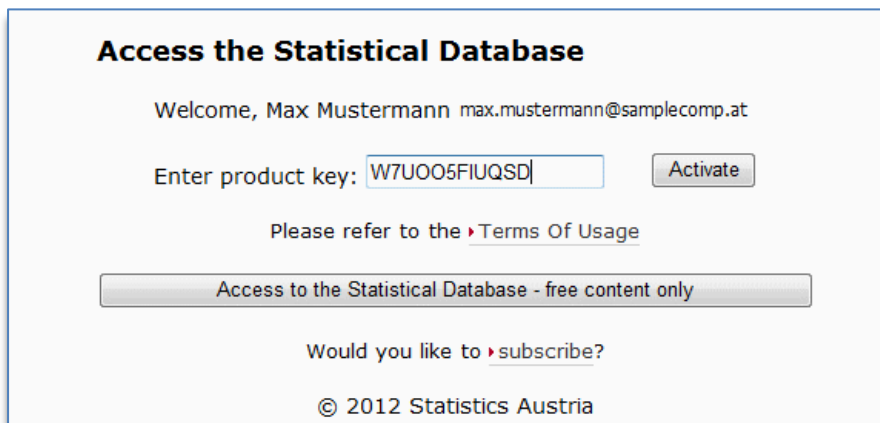 Access the Statistical Database
Welcome, Max Mustermann max.mustermann@samplecomp.at
Enter product key: W7UOO5FIUQSD Activate
Please refer to the Terms Of Usage
Access to the Statistical Database - free content only
Would you like to subscribe?
© 2012 Statistics Austria